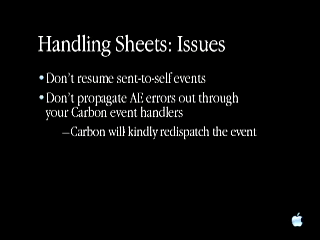 Handling Sheets: Issues
•Don't resume sent-to-self events
•Don't propagate AE errors out through
your Carbon event handlers
–Carbon will kindly redispatch the event